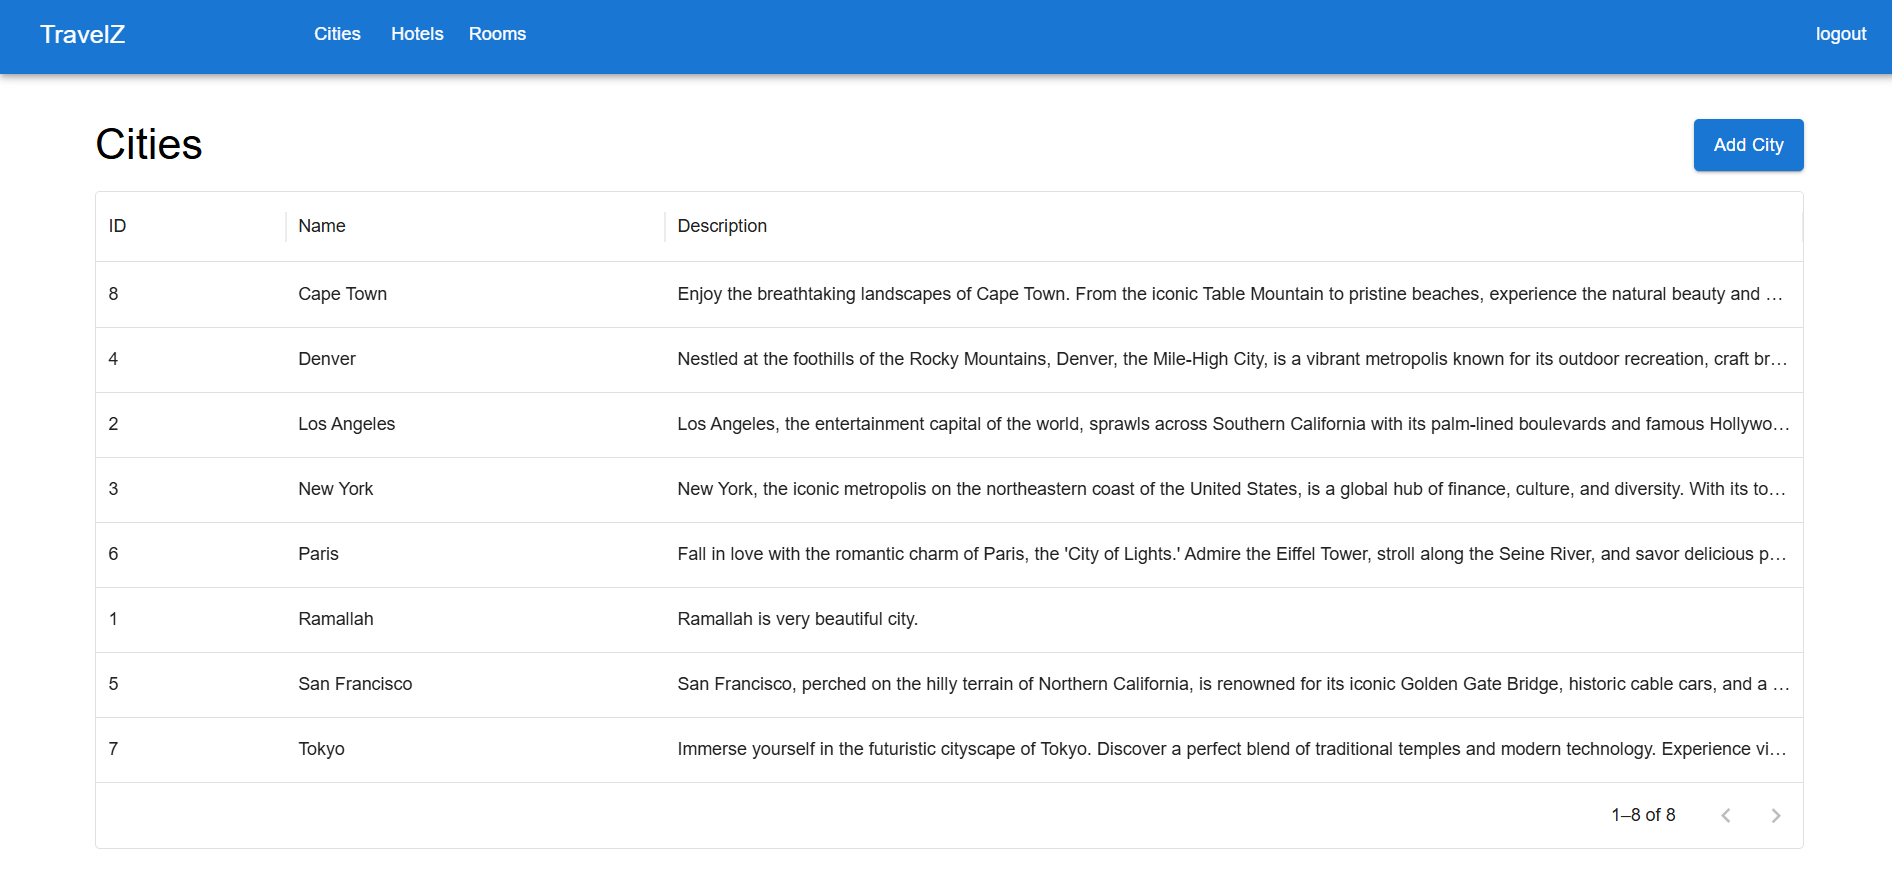 TravelZ Cities Hotels Rooms logout
Cities Add City
ID Name Description
8 Cape Town Enjoy the breathtaking landscapes of Cape Town. From the iconic Table Mountain to pristine beaches, experience the natural beauty and …
4 Denver Nestled at the foothills of the Rocky Mountains, Denver, the Mile-High City, is a vibrant metropolis known for its outdoor recreation, craft br…
2 Los Angeles Los Angeles, the entertainment capital of the world, sprawls across Southern California with its palm-lined boulevards and famous Hollywo…
3 New York New York, the iconic metropolis on the northeastern coast of the United States, is a global hub of finance, culture, and diversity. With its to…
6 Paris Fall in love with the romantic charm of Paris, the 'City of Lights.' Admire the Eiffel Tower, stroll along the Seine River, and savor delicious p…
1 Ramallah Ramallah is very beautiful city.
5 San Francisco San Francisco, perched on the hilly terrain of Northern California, is renowned for its iconic Golden Gate Bridge, historic cable cars, and a …
7 Tokyo Immerse yourself in the futuristic cityscape of Tokyo. Discover a perfect blend of traditional temples and modern technology. Experience vi…
1–8 of 8